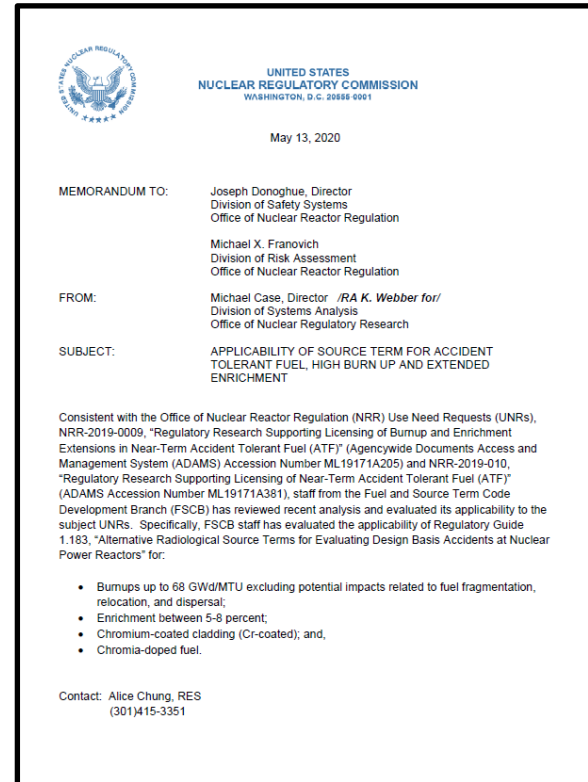 UNITED STATES NUCLEAR REGULATORY COMMISSION
UNITED STATES
NUCLEAR REGULATORY COMMISSION
WASHINGTON, D.C. 20555-0001
May 13, 2020
MEMORANDUM TO: Joseph Donoghue, Director
Division of Safety Systems
Office of Nuclear Reactor Regulation
Michael X. Franovich
Division of Risk Assessment
Office of Nuclear Reactor Regulation
FROM: Michael Case, Director /RA K. Webber for/
Division of Systems Analysis
Office of Nuclear Regulatory Research
SUBJECT: APPLICABILITY OF SOURCE TERM FOR ACCIDENT
TOLERANT FUEL, HIGH BURN UP AND EXTENDED
ENRICHMENT
Consistent with the Office of Nuclear Reactor Regulation (NRR) Use Need Requests (UNRs),
NRR-2019-0009, “Regulatory Research Supporting Licensing of Burnup and Enrichment
Extensions in Near-Term Accident Tolerant Fuel (ATF)” (Agencywide Documents Access and
Management System (ADAMS) Accession Number ML19171A205) and NRR-2019-010,
“Regulatory Research Supporting Licensing of Near-Term Accident Tolerant Fuel (ATF)”
(ADAMS Accession Number ML19171A381), staff from the Fuel and Source Term Code
Development Branch (FSCB) has reviewed recent analysis and evaluated its applicability to the
subject UNRs. Specifically, FSCB staff has evaluated the applicability of Regulatory Guide
1.183, “Alternative Radiological Source Terms for Evaluating Design Basis Accidents at Nuclear
Power Reactors” for:
• Burnups up to 68 GWd/MTU excluding potential impacts related to fuel fragmentation,
relocation, and dispersal;
• Enrichment between 5-8 percent;
• Chromium-coated cladding (Cr-coated); and,
• Chromia-doped fuel.
Contact: Alice Chung, RES
(301)415-3351